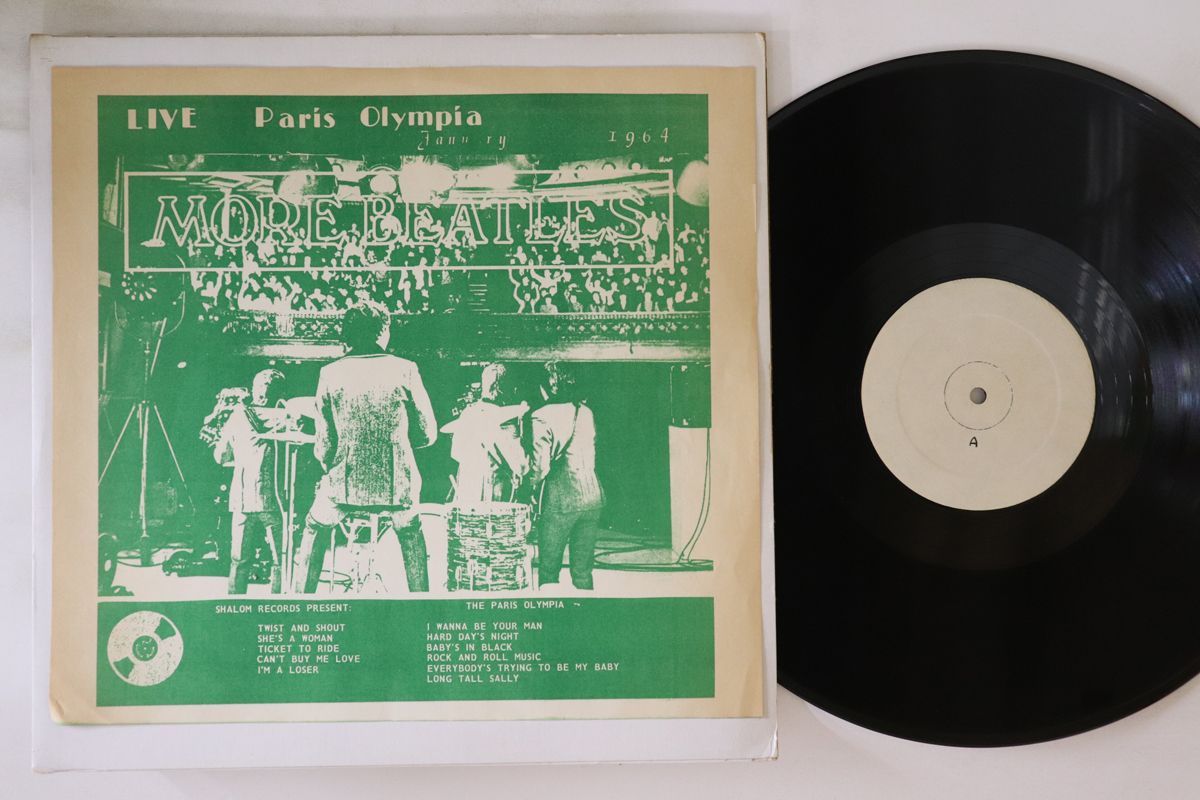 LIVE Paris Olympia
Janu ry 1964
MORE BEATLES
SHALOM RECORDS PRESENT:
TWIST AND SHOUT
SHE'S A WOMAN
TICKET TO RIDE
CAN'T BUY ME LOVE
I'M A LOSER
THE PARIS OLYMPIA ~
I WANNA BE YOUR MAN
HARD DAY'S NIGHT
BABY'S IN BLACK
ROCK AND ROLL MUSIC
EVERYBODY'S TRYING TO BE MY BABY
LONG TALL SALLY
A